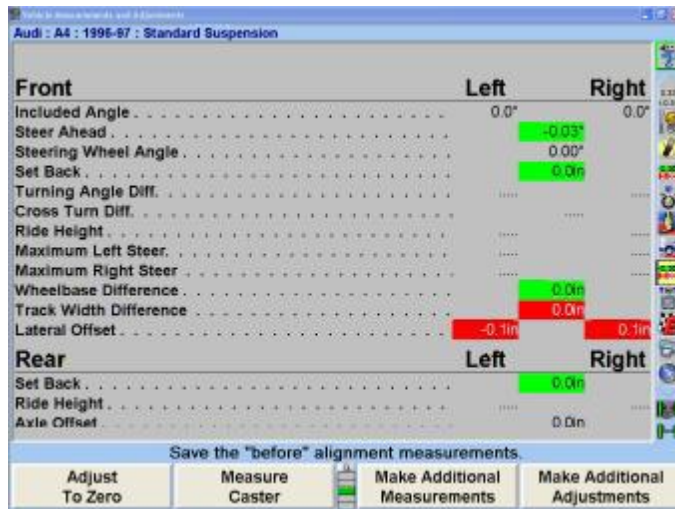 Vehicle Measurements and Adjustments
Audi : A4 : 1996-97 : Standard Suspension
Front Left Right
Included Angle 0.0° 0.0°
Steer Ahead -0.03°
Steering Wheel Angle 0.00°
Set Back 0.0in
Turning Angle Diff.
Cross Turn Diff.
Ride Height
Maximum Left Steer.
Maximum Right Steer
Wheelbase Difference 0.0in
Track Width Difference 0.0in
Lateral Offset -0.1in 0.1in
Rear Left Right
Set Back 0.0in
Ride Height
Axle Offset 0.0in
Save the "before" alignment measurements.
Adjust Measure Make Additional Make Additional
To Zero Caster Measurements Adjustments